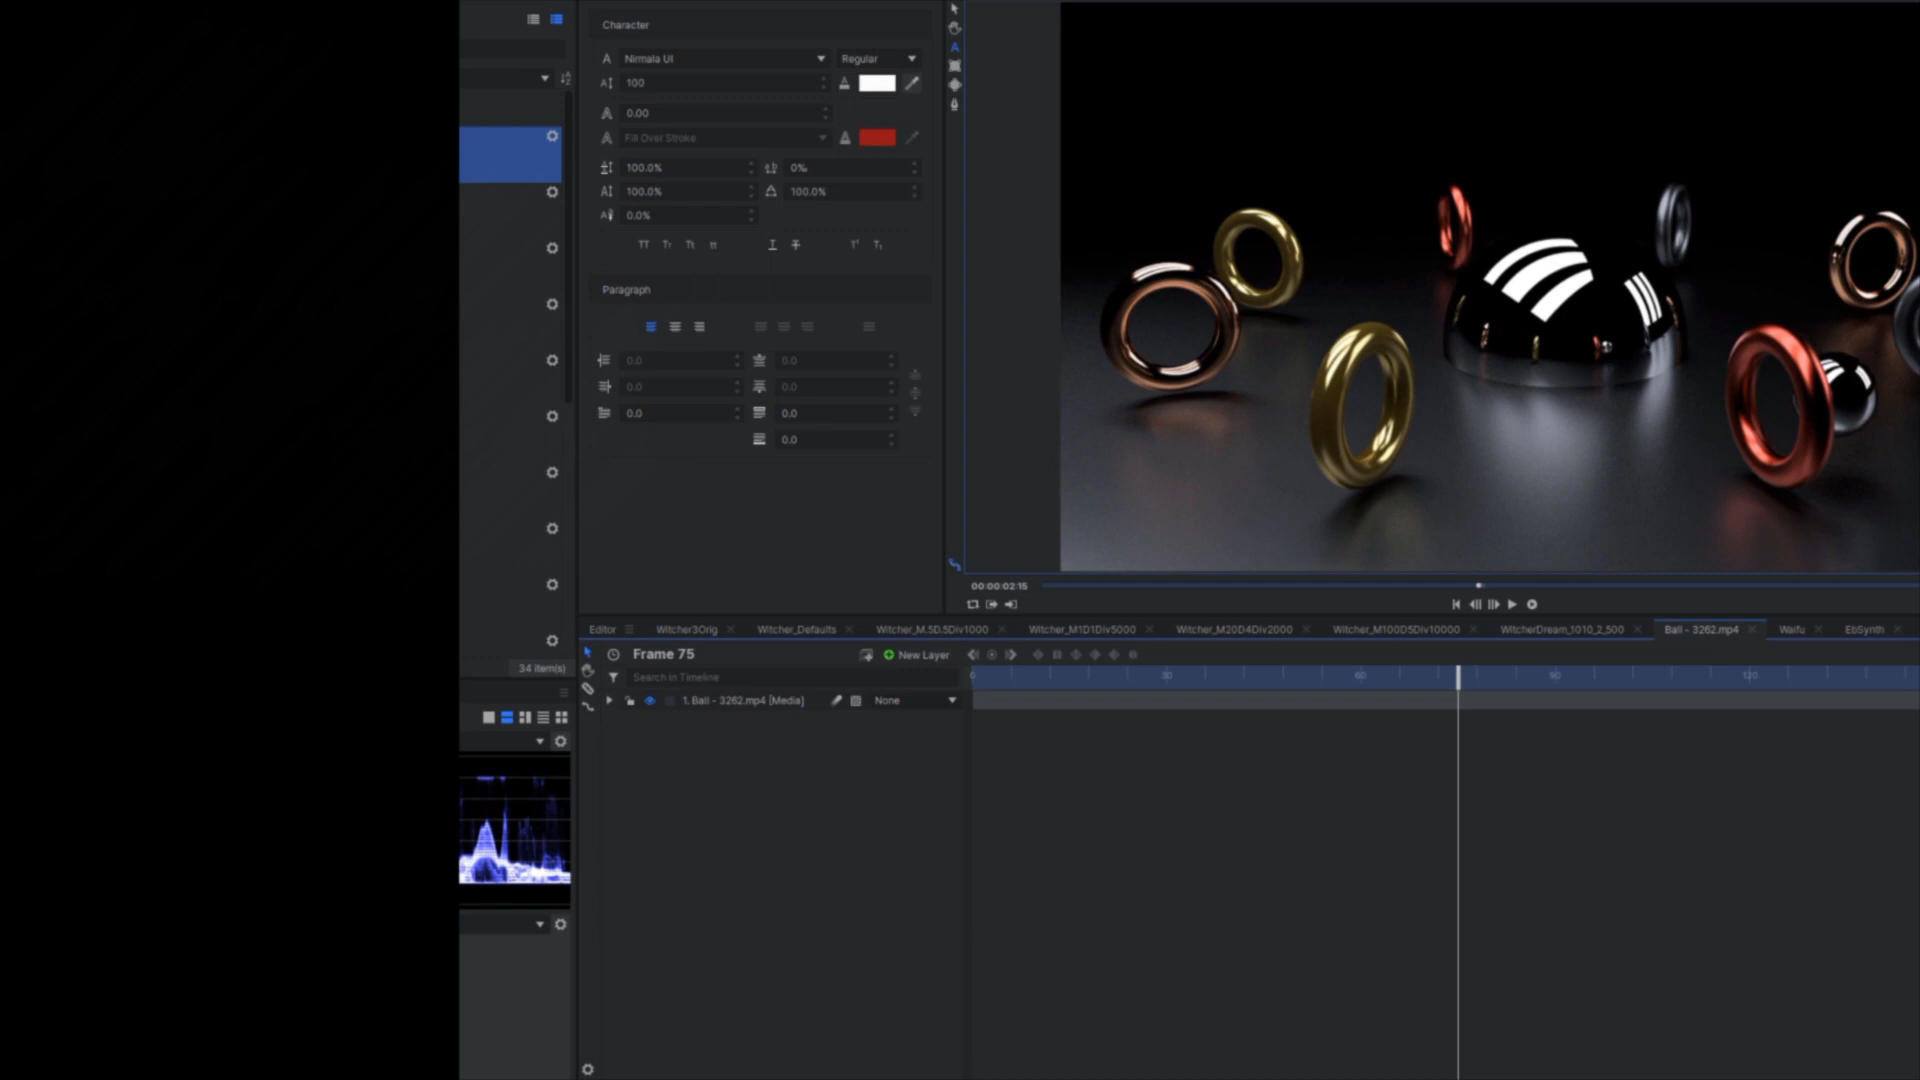 Character
Nirmala UI
Regular
100
0.00
Fill Over Stroke
100.0%
0%
100.0%
100.0%
0.0%
Paragraph
0.0
0.0
0.0
0.0
0.0
0.0
0.0
00:00:02:15
Editor
Witcher3Orig
Witcher_Defaults
Witcher_M.5D.5Div1000
Witcher_M1D1Div5000
Witcher_M20D4Div2000
Witcher_M100D5Div10000
WitcherDream_1010_2_500
Ball - 3262.mp4
Waifu
EbSynth
Frame 75
New Layer
34 item(s)
Search in Timeline
0
30
60
90
120
1. Ball - 3262.mp4 [Media]
None